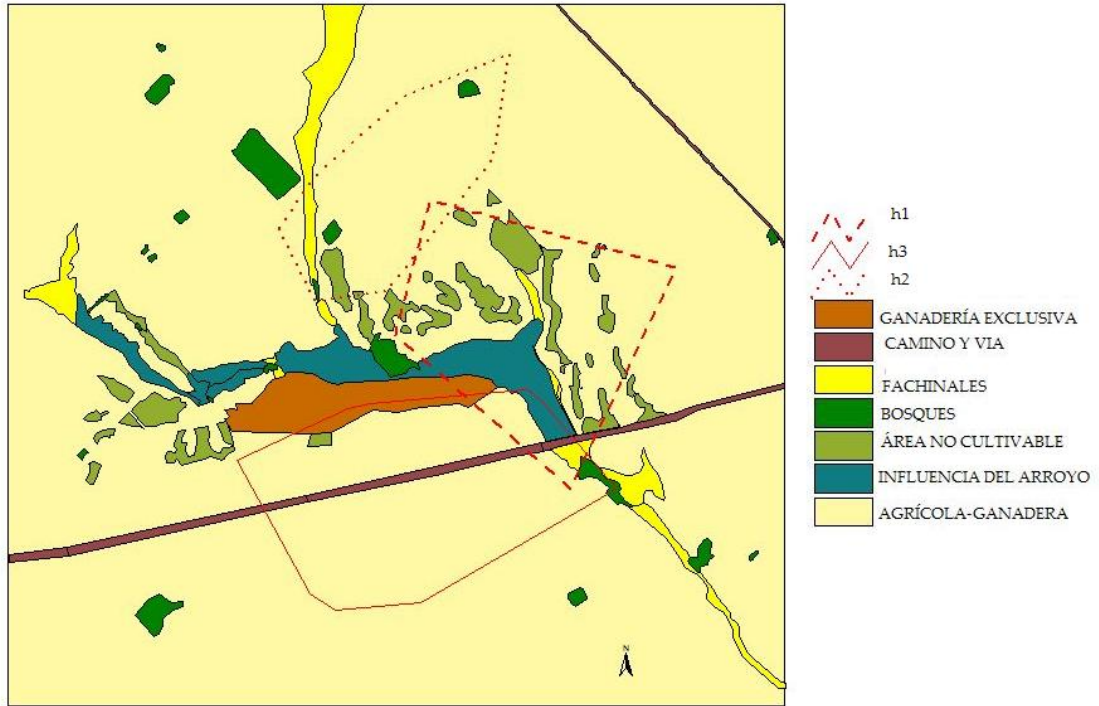 h1
h3
h2
GANADERÍA EXCLUSIVA
CAMINO Y VIA
FACHINALES
BOSQUES
ÁREA NO CULTIVABLE
INFLUENCIA DEL ARROYO
AGRÍCOLA-GANADERA
N